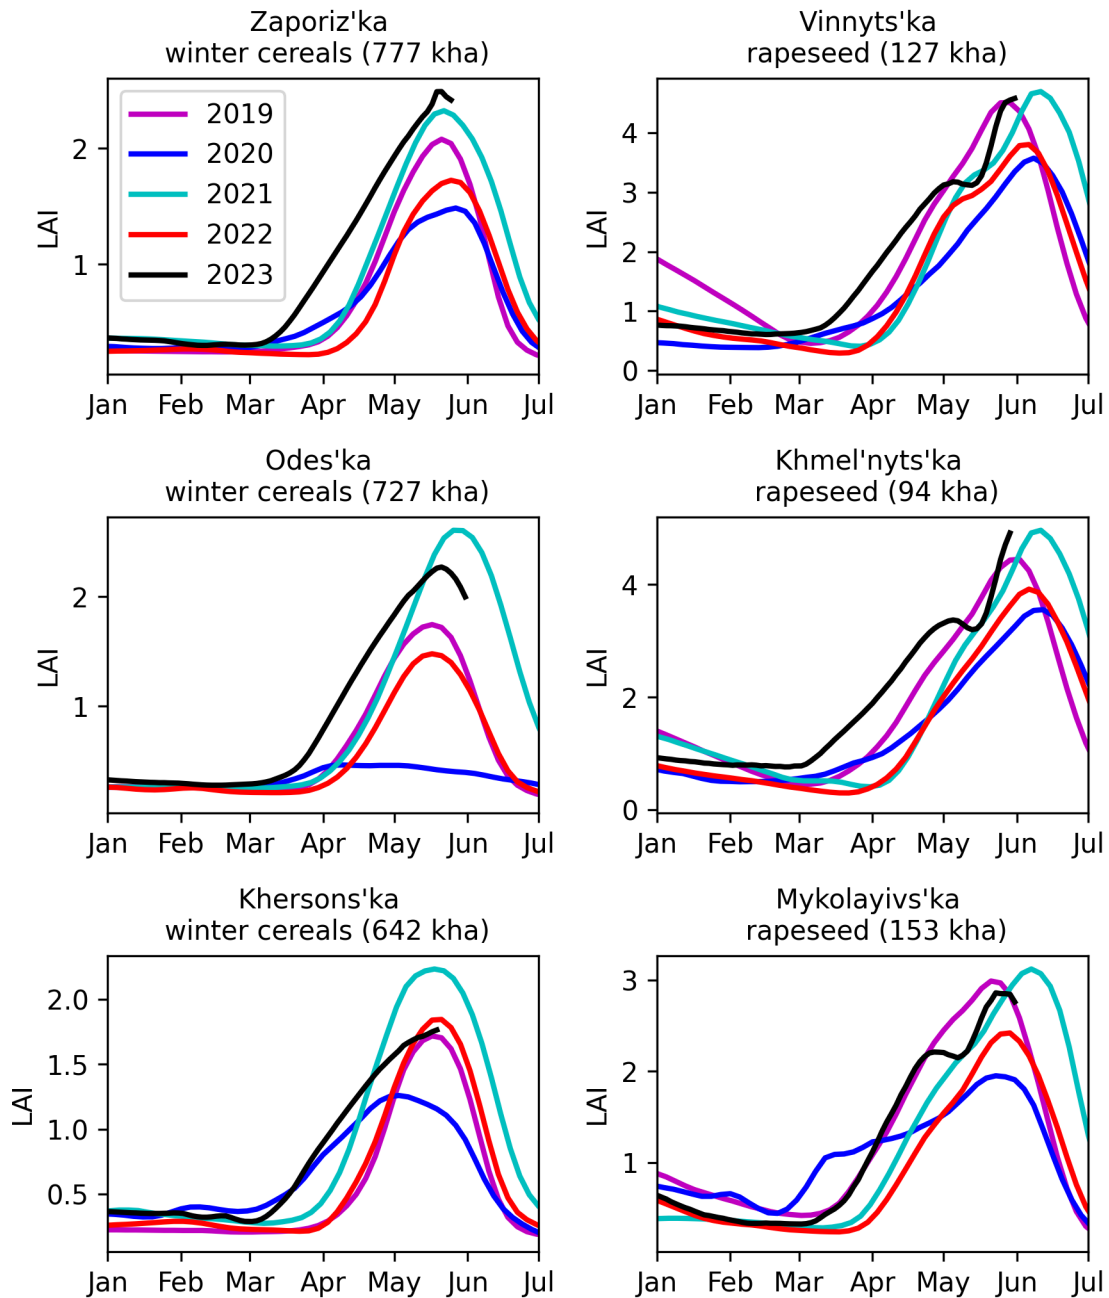 Zaporiz'ka
winter cereals (777 kha)
LAI
2
1
2019
2020
2021
2022
2023
Jan Feb Mar Apr May Jun Jul
Vinnyts'ka
rapeseed (127 kha)
LAI
4
3
2
1
0
Jan Feb Mar Apr May Jun Jul
Odes'ka
winter cereals (727 kha)
LAI
2
1
Jan Feb Mar Apr May Jun Jul
Khmel'nyts'ka
rapeseed (94 kha)
LAI
4
2
0
Jan Feb Mar Apr May Jun Jul
Khersons'ka
winter cereals (642 kha)
LAI
2.0
1.5
1.0
0.5
Jan Feb Mar Apr May Jun Jul
Mykolayivs'ka
rapeseed (153 kha)
LAI
3
2
1
Jan Feb Mar Apr May Jun Jul